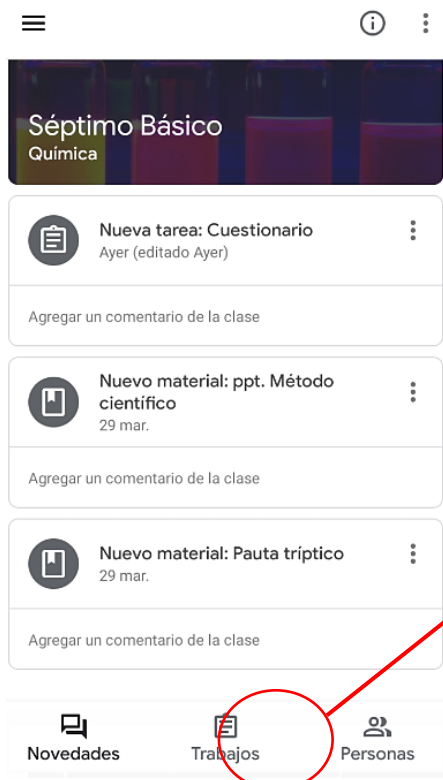 Séptimo Básico
Química
Nueva tarea: Cuestionario
Ayer (editado Ayer)
Agregar un comentario de la clase
Nuevo material: ppt. Método
científico
29 mar.
Agregar un comentario de la clase
Nuevo material: Pauta tríptico
29 mar.
Agregar un comentario de la clase
Novedades Trabajos Personas